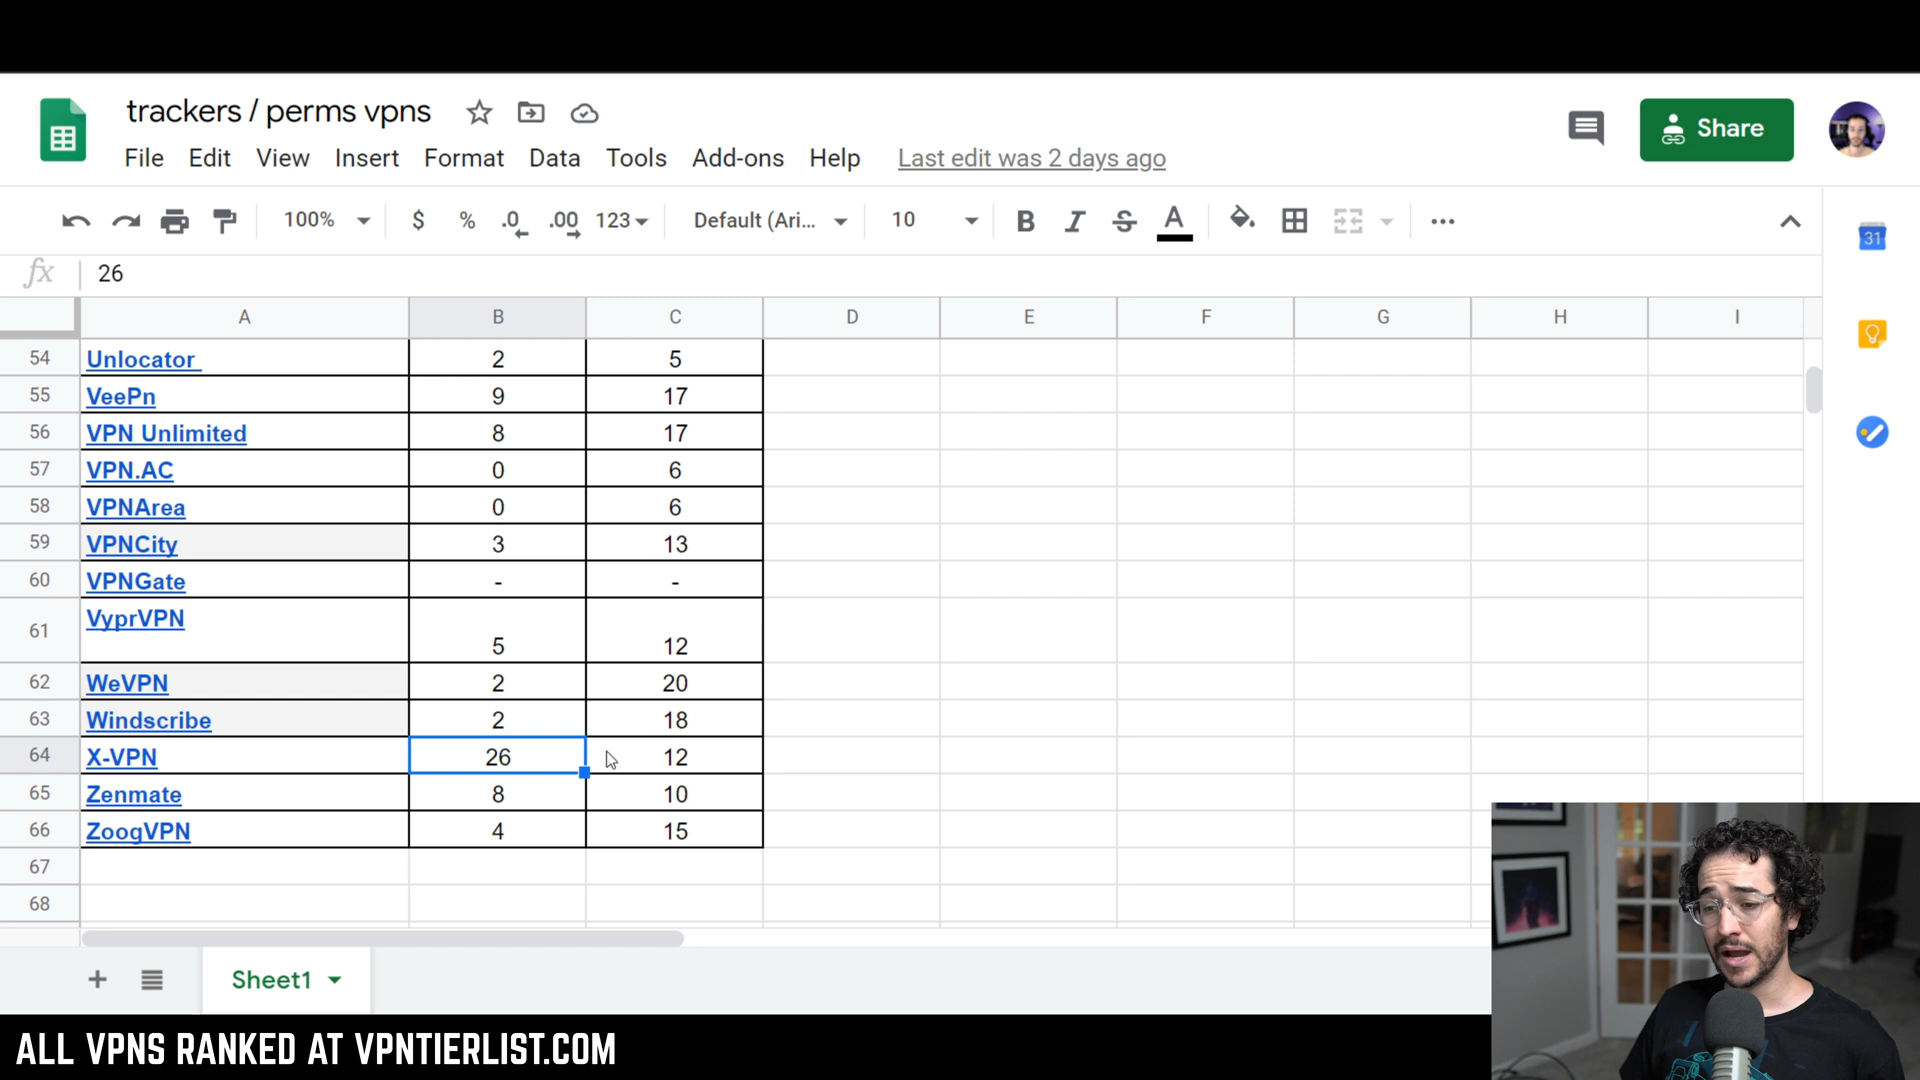 trackers / perms vpns
File Edit View Insert Format Data Tools Add-ons Help Last edit was 2 days ago
Share
100% $ % .0 .00 123 Default (Ari... 10 B I S A ...
31
fx 26
A B C D E F G H I
54 Unlocator 2 5
55 VeePn 9 17
56 VPN Unlimited 8 17
57 VPN.AC 0 6
58 VPNArea 0 6
59 VPNCity 3 13
60 VPNGate - -
61 VyprVPN 5 12
62 WeVPN 2 20
63 Windscribe 2 18
64 X-VPN 26 12
65 Zenmate 8 10
66 ZoogVPN 4 15
67
68
+ Sheet1
ALL VPNS RANKED AT VPNTIERLIST.COM